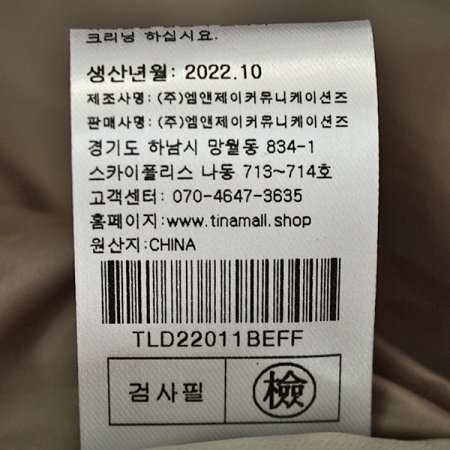 크리닝 하십시요.
생산년월: 2022.10
제조사명: (주)엠앤제이커뮤니케이션즈
판매사명: (주)엠앤제이커뮤니케이션즈
경기도 하남시 망월동 834-1
스카이폴리스 나동 713~714호
고객센터: 070-4647-3635
홈페이지:www.tinamall.shop
원산지:CHINA
TLD22011BEFF
검사필 檢